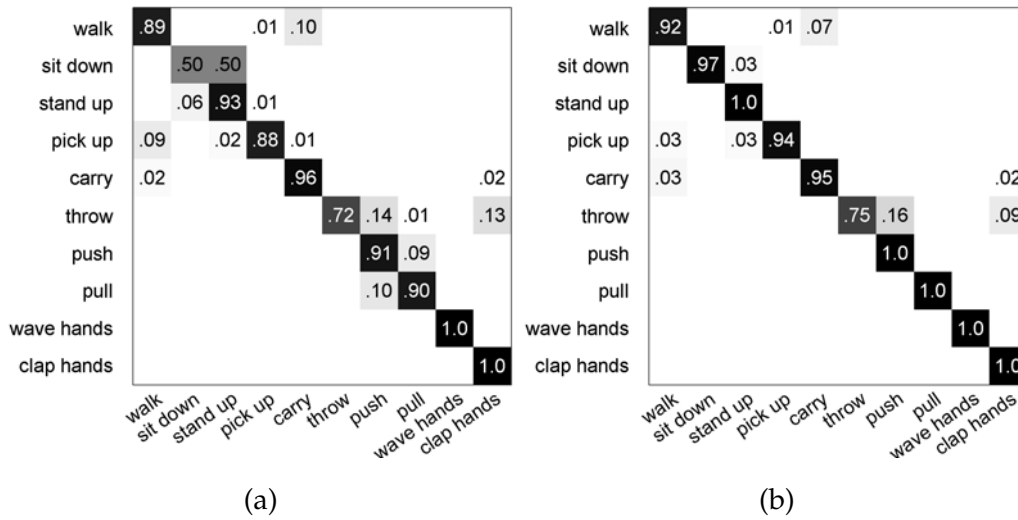 walk .89 .01 .10
sit down .50 .50
stand up .06 .93 .01
pick up .09 .02 .88 .01
carry .02 .96 .02
throw .72 .14 .01 .13
push .91 .09
pull .10 .90
wave hands 1.0
clap hands 1.0
walk sit down stand up pick up carry throw push pull wave hands clap hands
(a)
walk .92 .01 .07
sit down .97 .03
stand up 1.0
pick up .03 .03 .94
carry .03 .95 .02
throw .75 .16 .09
push 1.0
pull 1.0
wave hands 1.0
clap hands 1.0
walk sit down stand up pick up carry throw push pull wave hands clap hands
(b)